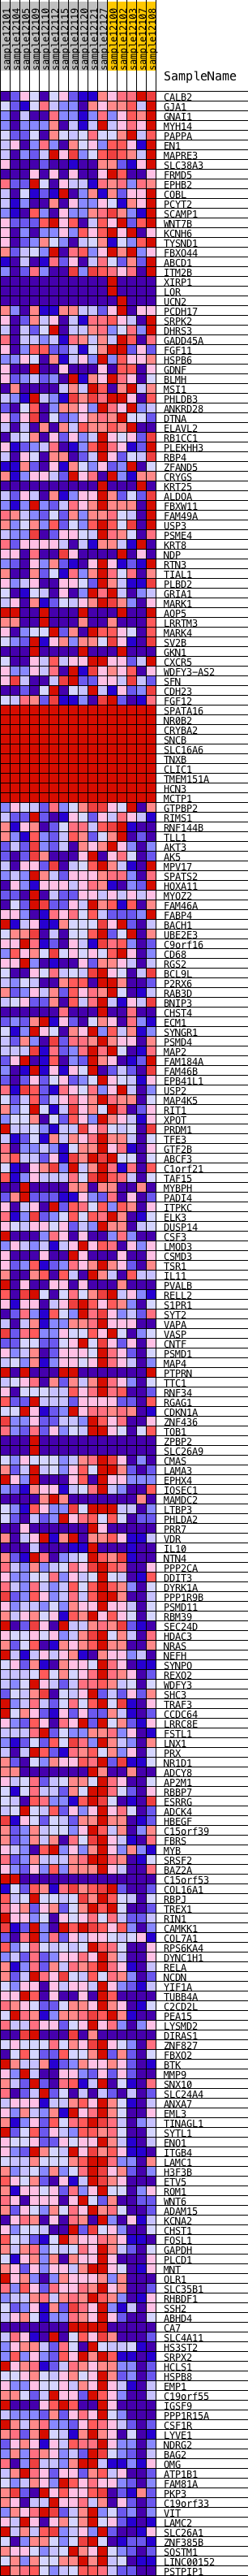 sample12101
sample12104
sample12105
sample12109
sample12110
sample12100
sample12102
sample12103
sample12107
sample12108
SampleName
CALB2
GJA1
GNAI1
MYH14
PAPPA
EN1
MAPRE3
SLC38A3
FRMD5
EPHB2
COBL
PCYT2
SCAMP1
WNT7B
KCNH6
TYSND1
FBXO44
ABCD1
ITM2B
XIRP1
LOR
UCN2
PCDH17
SRPK2
DHRS3
GADD45A
FGF11
HSPB6
GDNF
BLMH
MSI1
PHLDB3
ANKRD28
DTNA
ELAVL2
RB1CC1
PLEKHH3
RBP4
ZFAND5
CRYGS
KRT25
ALDOA
FBXW11
FAM49A
USP3
PSME4
KRT8
NDP
RTN3
TIAL1
PLBD2
GRIA1
MARK1
AQP5
LRRTM3
MARK4
SV2B
GKN1
CXCR5
WDFY3-AS2
SFN
CDH23
FGF12
SPATA16
NR0B2
CRYBA2
SNCB
SLC16A6
TNXB
CLIC1
TMEM151A
HCN3
MCTP1
GTPBP2
RIMS1
RNF144B
TLL1
AKT3
AK5
MPV17
SPATS2
HOXA11
MYOZ2
FAM46A
FABP4
BACH1
UBE2E3
C9orf16
CD68
RGS2
BCL9L
P2RX6
RAB3D
BNIP3
CHST4
ECM1
SYNGR1
PSMD4
MAP2
FAM184A
FAM46B
EPB41L1
USP2
MAP4K5
RIT1
XPOT
PRDM1
TFE3
GTF2B
ABCF3
C1orf21
TAF15
MYBPH
PADI4
ITPKC
ELK3
DUSP14
CSF3
LMOD3
CSMD3
TSR1
IL11
PVALB
RELL2
S1PR1
SYT2
VAPA
VASP
CNTF
PSMD1
MAP4
PTPRN
TTC1
RNF34
RGAG1
CDKN1A
ZNF436
TOB1
ZPBP2
SLC26A9
CMAS
LAMA3
EPHX4
IQSEC1
MAMDC2
LTBP3
PHLDA2
PRR7
VDR
IL10
NTN4
PPP2CA
DDIT3
DYRK1A
PPP1R9B
PSMD11
RBM39
SEC24D
HDAC3
NRAS
NEFH
SYNPO
REXO2
WDFY3
SHC3
TRAF3
CCDC64
LRRC8E
FSTL1
LNX1
PRX
NR1D1
ADCY8
AP2M1
RBBP7
ESRRG
ADCK4
HBEGF
C15orf39
FBRS
MYB
SRSF2
BAZ2A
C15orf53
COL16A1
RBPJ
TREX1
RIN1
CAMKK1
COL7A1
RPS6KA4
DYNC1H1
RELA
NCDN
YIF1A
TUBB4A
C2CD2L
PEA15
LYSMD2
DIRAS1
ZNF827
FBXO2
BTK
MMP9
SNX10
SLC24A4
ANXA7
EML3
TINAGL1
SYTL1
ENO1
ITGB4
LAMC1
H3F3B
ETV5
ROM1
WNT6
ADAM15
KCNA2
CHST1
FOSL1
GAPDH
PLCD1
MNT
OLR1
SLC35B1
RHBDF1
SSH2
ABHD4
CA7
SLC4A11
HS3ST2
SRPX2
HCLS1
HSPB8
EMP1
C19orf55
IGSF9
PPP1R15A
CSF1R
LYVE1
NDRG2
BAG2
OMG
ATP1B1
FAM81A
PKP3
C19orf33
VIT
LAMC2
SLC26A1
ZNF385B
SQSTM1
LINC00152
PSTPIP1